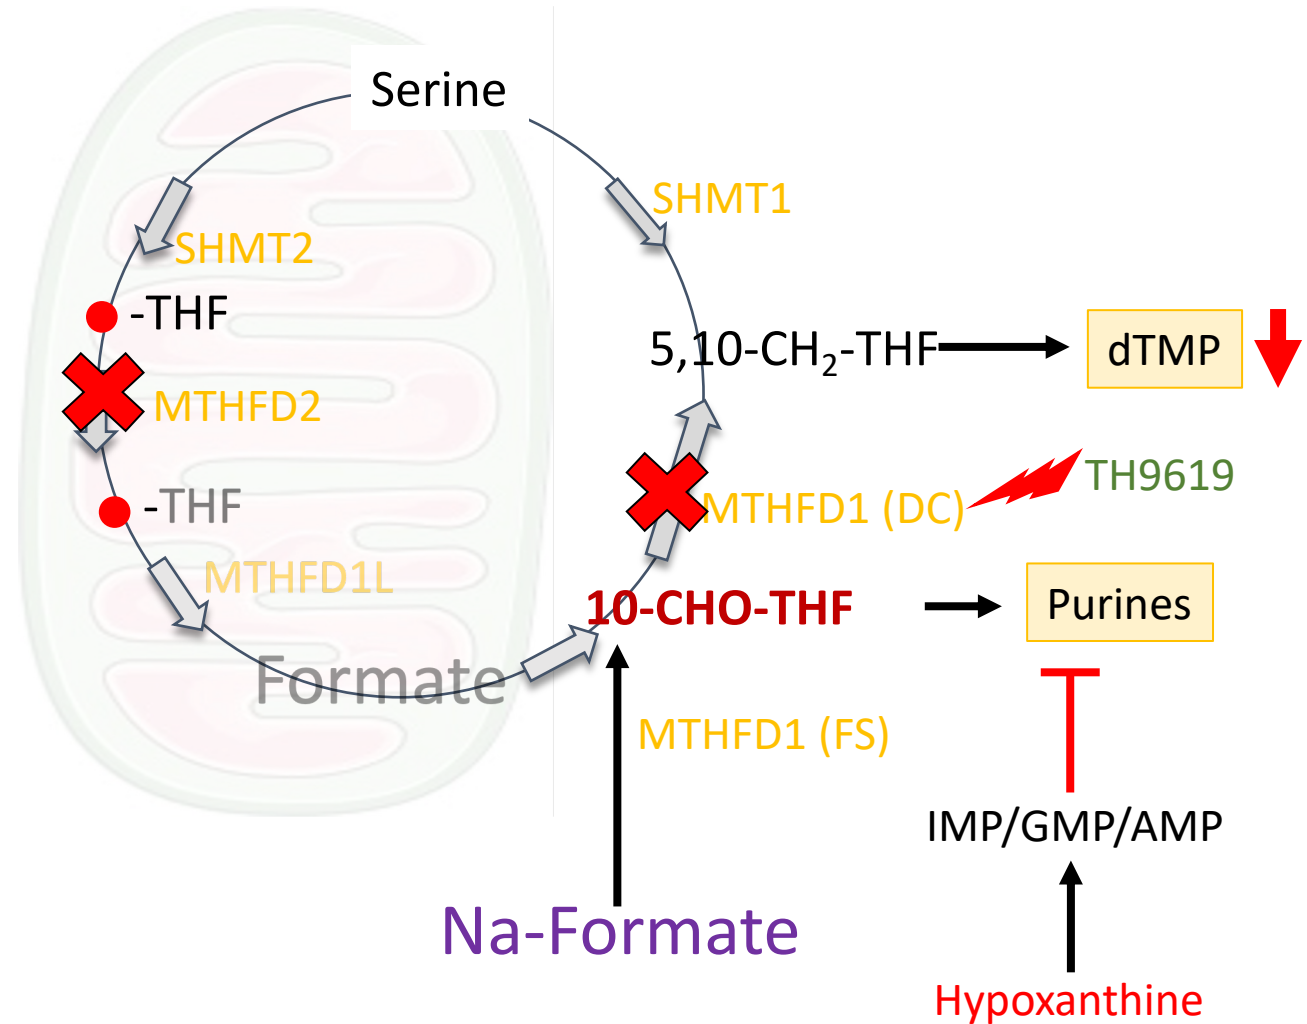 Serine
SHMT1
SHMT2
-THF
5,10-CH₂-THF
dTMP
MTHFD2
TH9619
-THF
MTHFD1 (DC)
MTHFD1L
10-CHO-THF
Purines
Formate
MTHFD1 (FS)
IMP/GMP/AMP
Na-Formate
Hypoxanthine